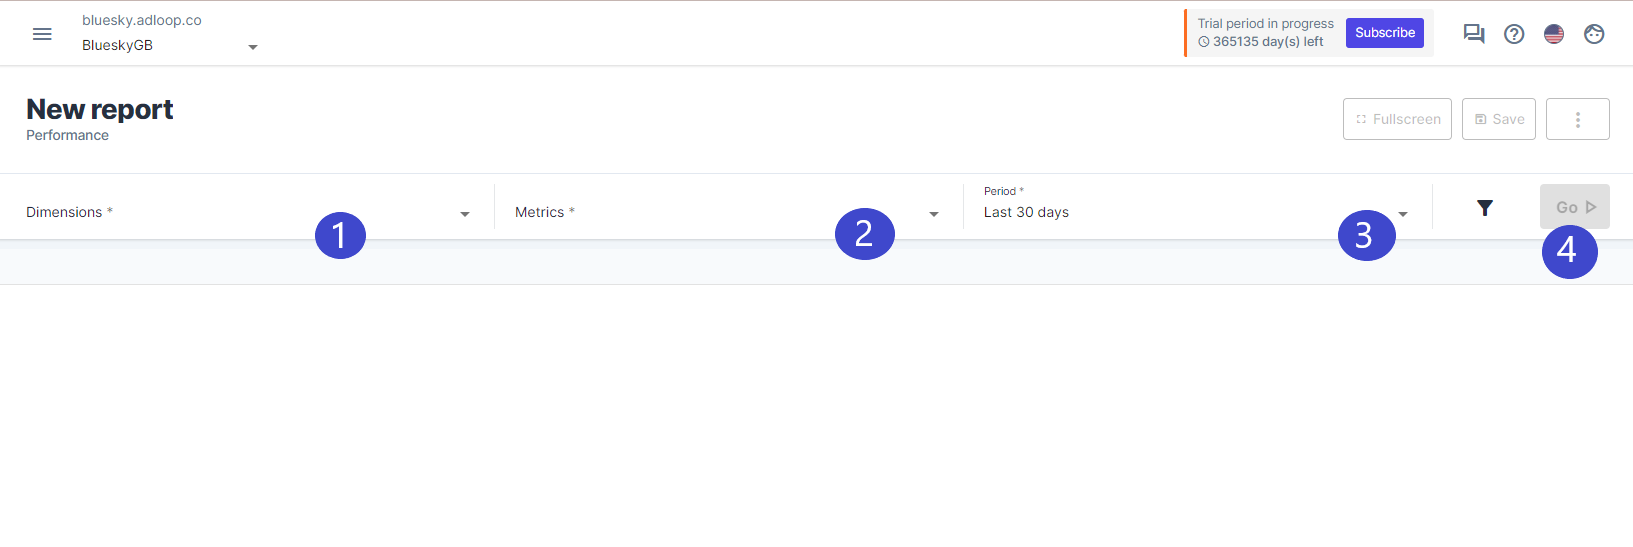 bluesky.adloop.co
BlueskyGB
Trial period in progress
365135 day(s) left
Subscribe
New report
Performance
Fullscreen
Save
Dimensions *
Metrics *
Period *
Last 30 days
Go
1
2
3
4